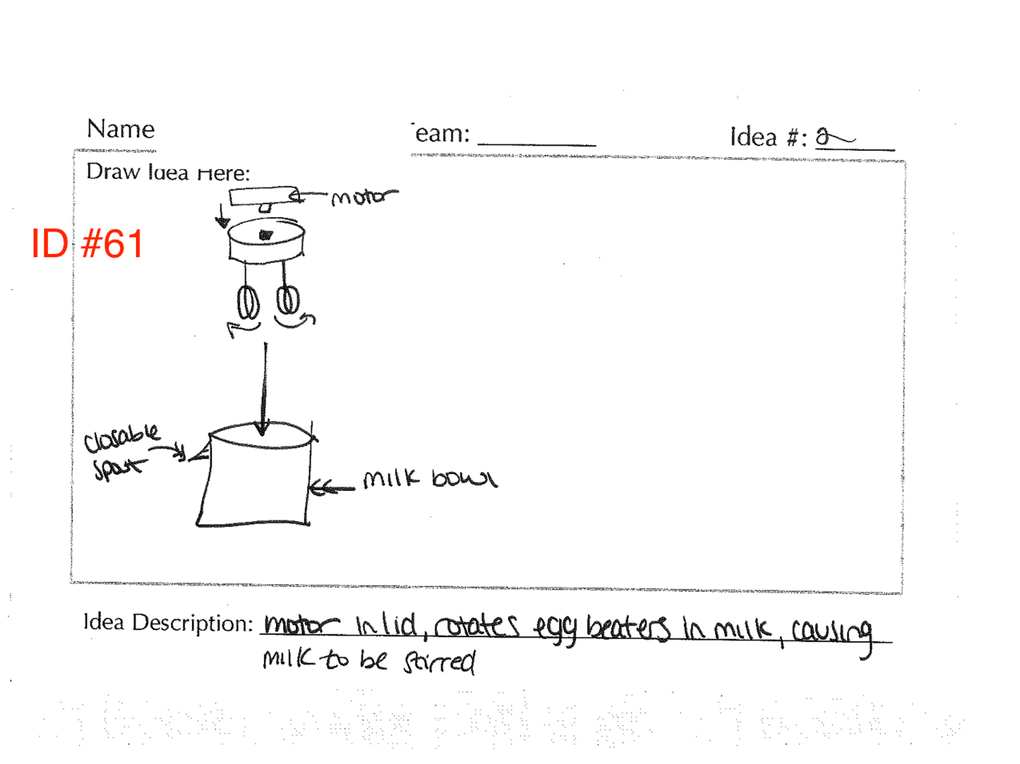 Name
eam:
Idea #: 2
Draw Idea Here:
motor
ID #61
closable
spout
milk bowl
Idea Description: motor in lid, rotates egg beaters in milk, causing
milk to be stirred